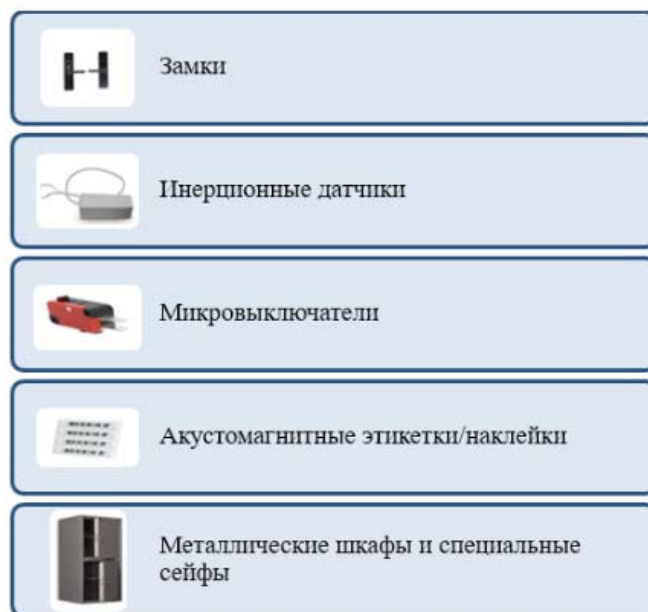 Замки
Инерционные датчики
Микровыключатели
Акустомагнитные этикетки/наклейки
Металлические шкафы и специальные
сейфы